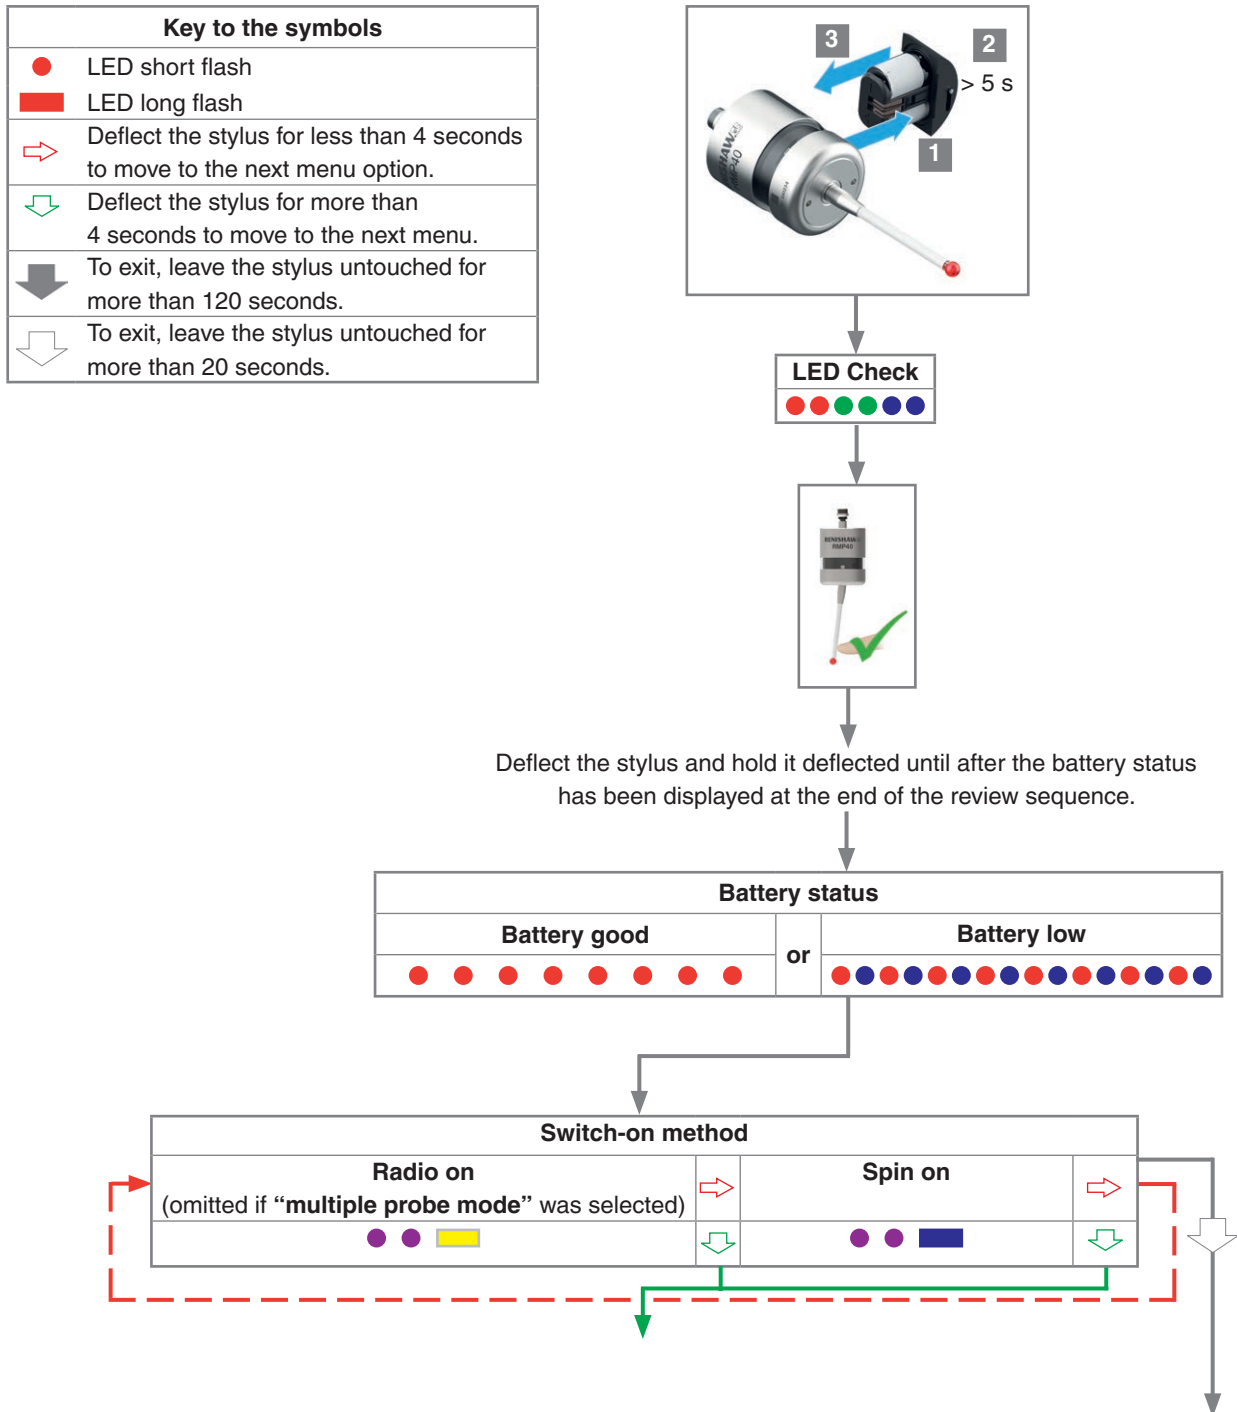 Key to the symbols
LED short flash
LED long flash
Deflect the stylus for less than 4 seconds
to move to the next menu option.
Deflect the stylus for more than
4 seconds to move to the next menu.
To exit, leave the stylus untouched for
more than 120 seconds.
To exit, leave the stylus untouched for
more than 20 seconds.
3
2
> 5 s
1
RENISHAW
RMP40
LED Check
RENISHAW
RMP40
Deflect the stylus and hold it deflected until after the battery status
has been displayed at the end of the review sequence.
Battery status
Battery good
or
Battery low
Switch-on method
Radio on
(omitted if “multiple probe mode” was selected)
Spin on